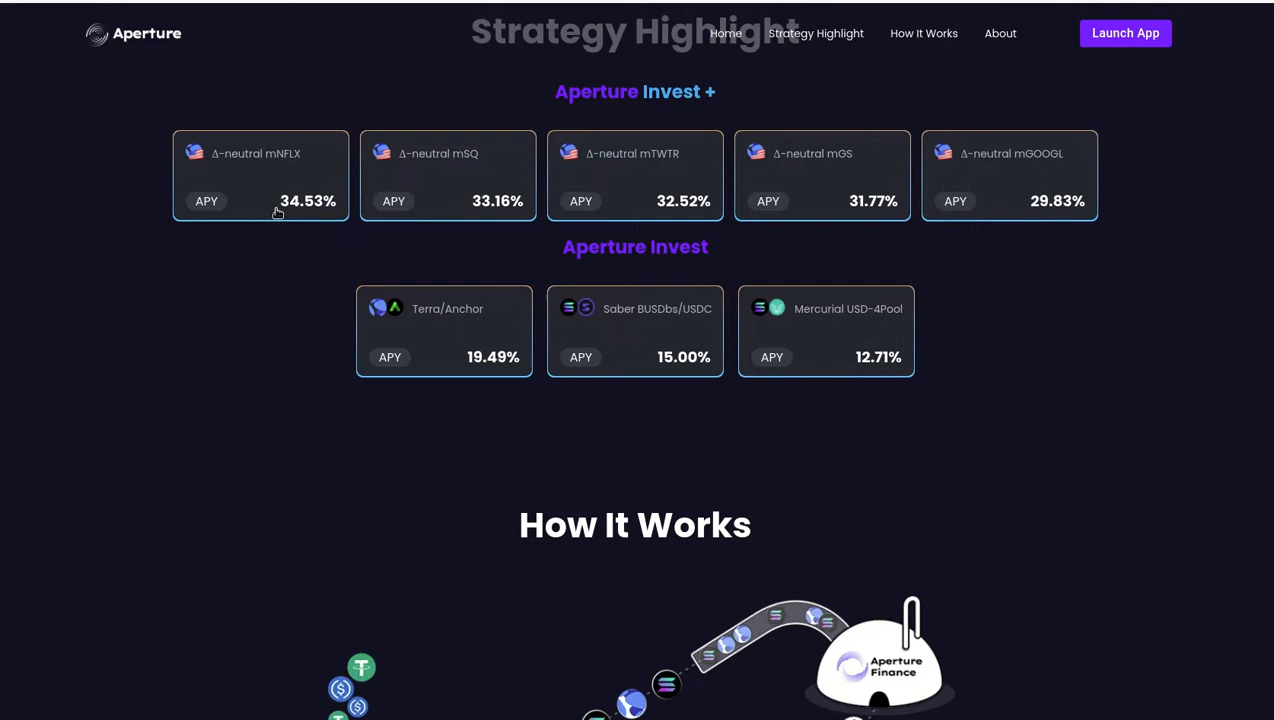 Strategy Highlight
Aperture
Home
Strategy Highlight
How It Works
About
Launch App
Aperture Invest +
Δ-neutral mNFLX
APY
34.53%
Δ-neutral mSQ
APY
33.16%
Δ-neutral mTWTR
APY
32.52%
Δ-neutral mGS
APY
31.77%
Δ-neutral mGOOGL
APY
29.83%
Aperture Invest
Terra/Anchor
APY
19.49%
Saber BUSDbs/USDC
APY
15.00%
Mercurial USD-4Pool
APY
12.71%
How It Works
Aperture
Finance